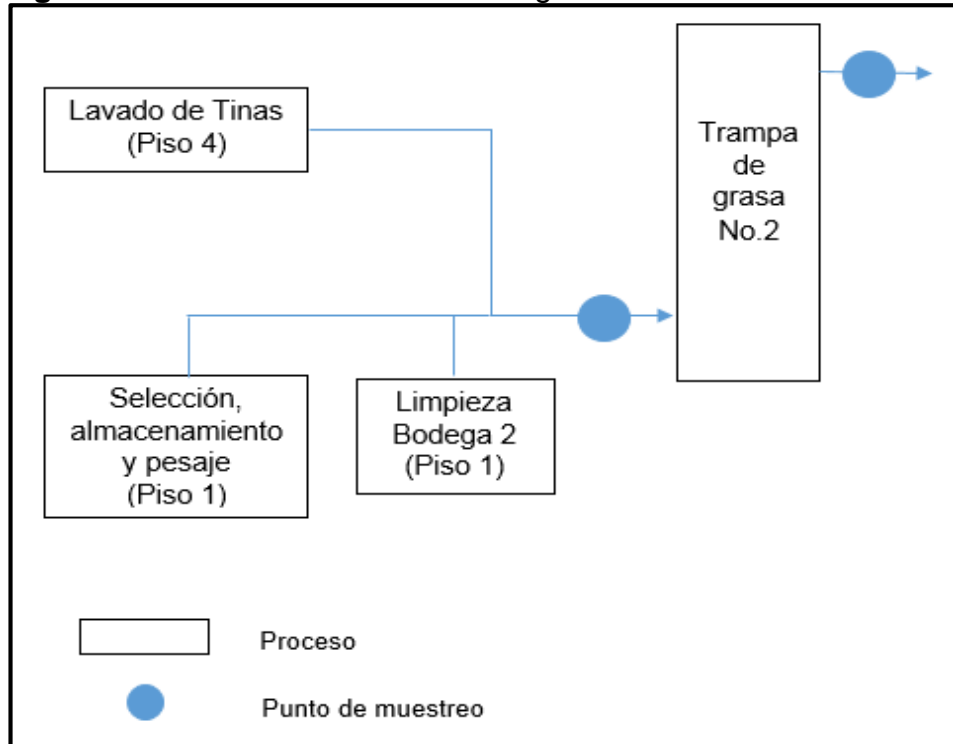 Lavado de Tinas
(Piso 4)
Trampa
de
grasa
No.2
Selección,
almacenamiento
y pesaje
(Piso 1)
Limpieza
Bodega 2
(Piso 1)
Proceso
Punto de muestreo